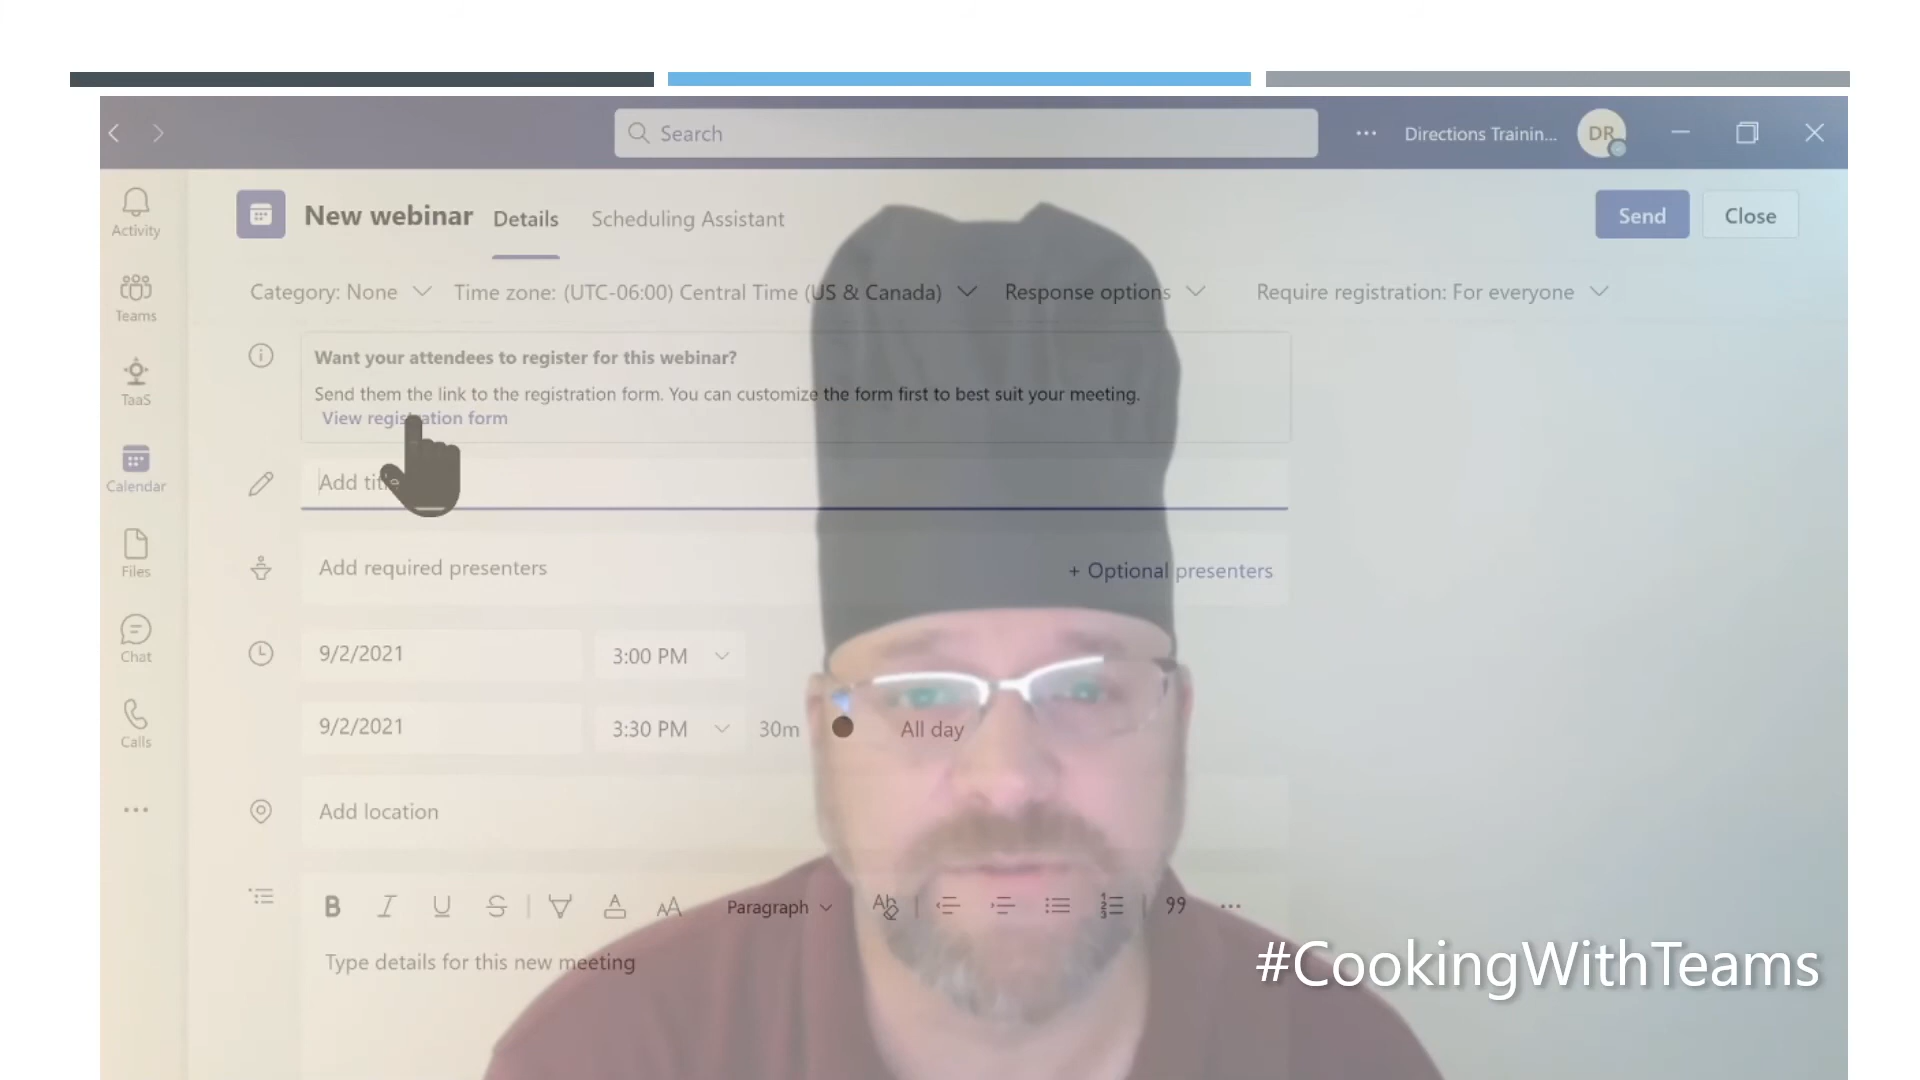 Search
Directions Trainin...
DR
Activity
New webinar
Details
Scheduling Assistant
Send
Close
Category: None
Time zone: (UTC-06:00) Central Time (US & Canada)
Response options
Require registration: For everyone
Teams
Want your attendees to register for this webinar?
Send them the link to the registration form. You can customize the form first to best suit your meeting.
View registration form
TaaS
Calendar
Add title
Add required presenters
+ Optional presenters
Files
Chat
9/2/2021
3:00 PM
9/2/2021
3:30 PM
30m
All day
Calls
Add location
B I U S
A
AA
Paragraph
Ab
99
Type details for this new meeting
#CookingWithTeams